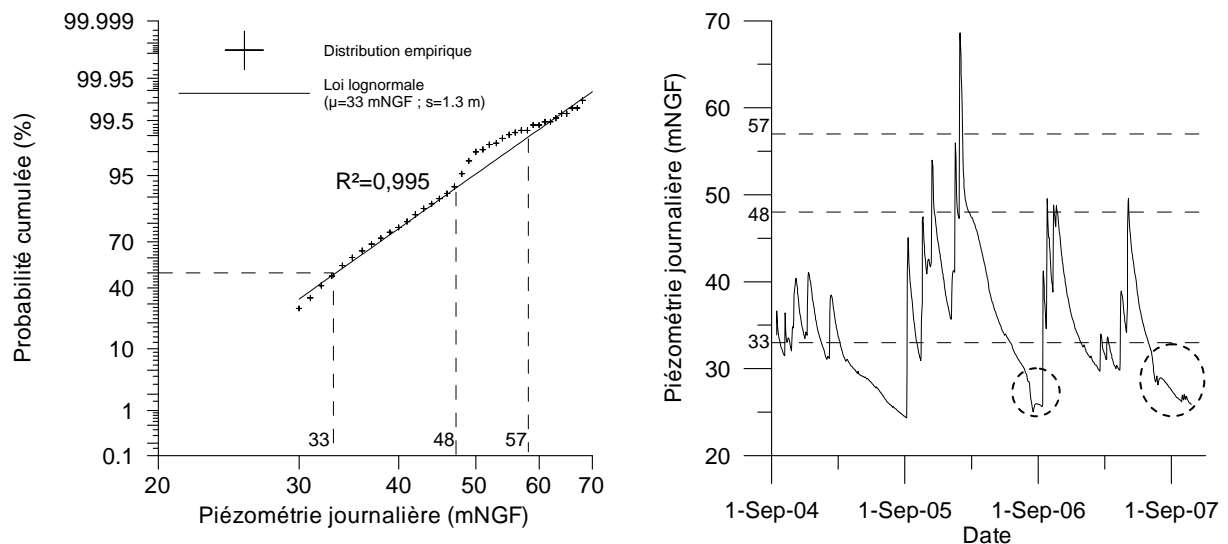 99.999
99.95
99.5
95
70
40
10
1
0.1
Probabilité cumulée (%)
Distribution empirique
Loi lognormale
(µ=33 mNGF ; s=1.3 m)
R²=0,995
33
48
57
20
30
40
50
60
70
Piézométrie journalière (mNGF)
70
60
50
40
30
20
Piézométrie journalière (mNGF)
57
48
33
1-Sep-04
1-Sep-05
1-Sep-06
1-Sep-07
Date